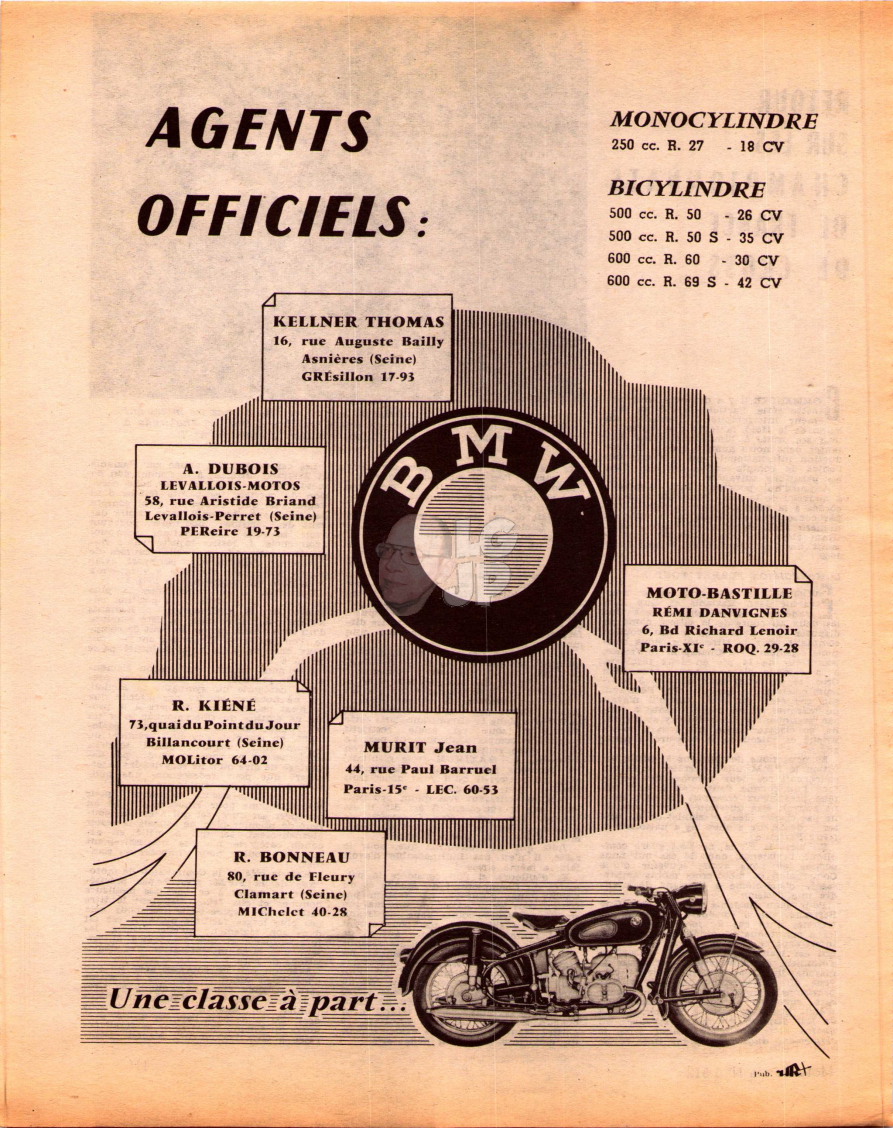 AGENTS
OFFICIELS :
MONOCYLINDRE
250 cc. R. 27 - 18 CV
BICYLINDRE
500 cc. R. 50 - 26 CV
500 cc. R. 50 S - 35 CV
600 cc. R. 60 - 30 CV
600 cc. R. 69 S - 42 CV
KELLNER THOMAS
16, rue Auguste Bailly
Asnières (Seine)
GRÉsillon 17-93
BMW
A. DUBOIS
LEVALLOIS-MOTOS
58, rue Aristide Briand
Levallois-Perret (Seine)
PEReire 19-73
LG
JP
MOTO-BASTILLE
RÉMI DANVIGNES
6, Bd Richard Lenoir
Paris-XIe - ROQ. 29-28
R. KIÉNÉ
73, quai du Point du Jour
Billancourt (Seine)
MOLitor 64-02
MURIT Jean
44, rue Paul Barruel
Paris-15e - LEC. 60-53
R. BONNEAU
80, rue de Fleury
Clamart (Seine)
MIChelet 40-28
Une classe à part...
Pub.